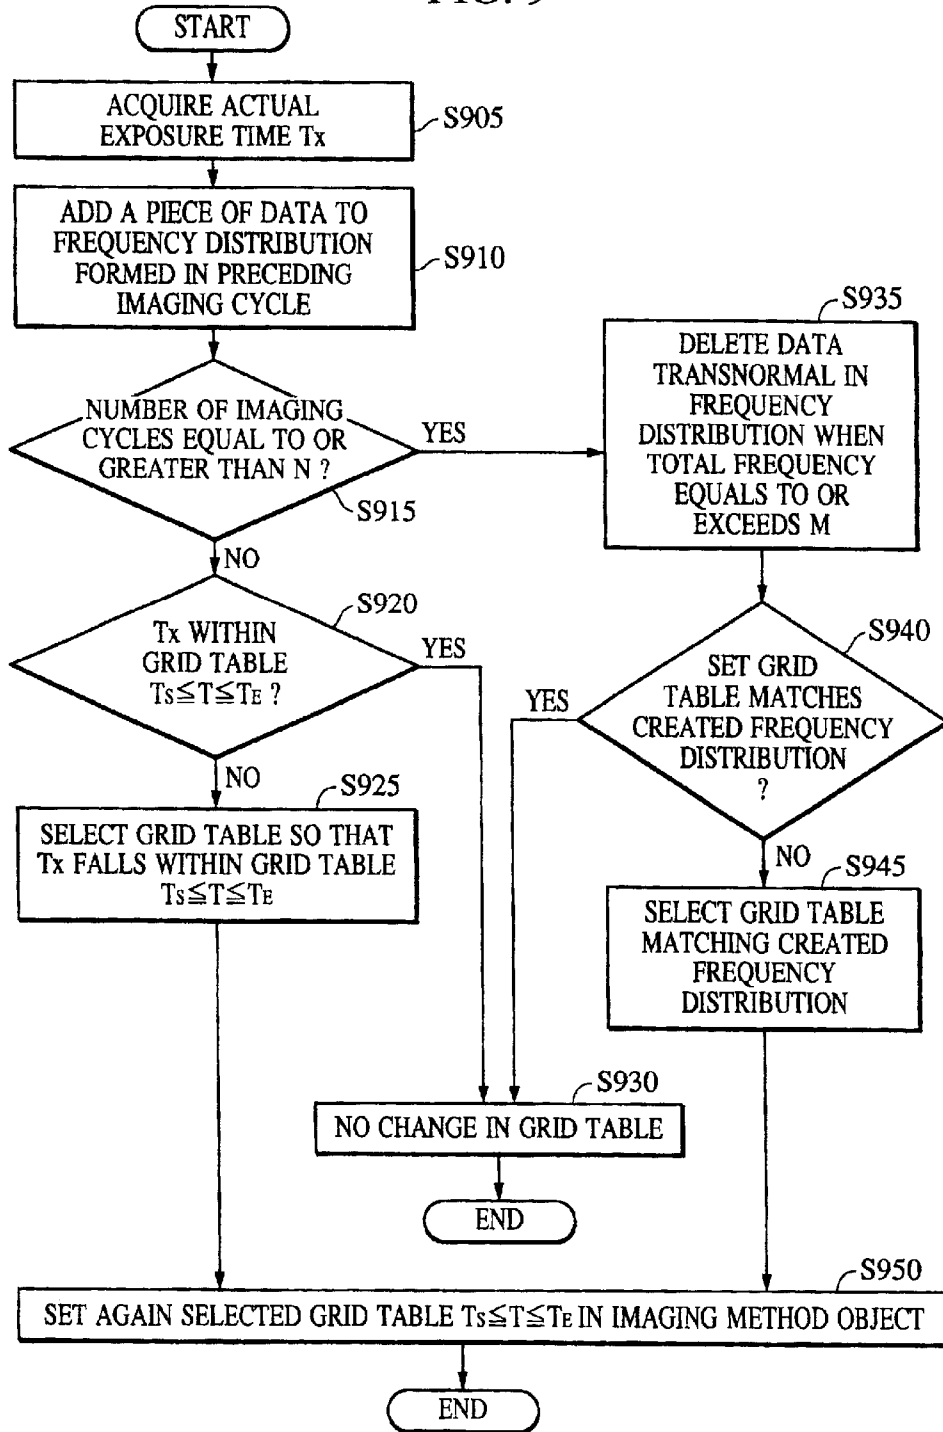 FIG. 9
START
ACQUIRE ACTUAL
EXPOSURE TIME Tx
S905
ADD A PIECE OF DATA TO
FREQUENCY DISTRIBUTION
FORMED IN PRECEDING
IMAGING CYCLE
S910
NUMBER OF IMAGING
CYCLES EQUAL TO OR
GREATER THAN N ?
YES
S915
NO
S935
DELETE DATA
TRANSNORMAL IN
FREQUENCY
DISTRIBUTION WHEN
TOTAL FREQUENCY
EQUALS TO OR
EXCEEDS M
S920
Tx WITHIN
GRID TABLE
Ts≦T≦TE ?
YES
NO
S940
SET GRID
TABLE MATCHES
CREATED FREQUENCY
DISTRIBUTION
?
YES
NO
S925
SELECT GRID TABLE SO THAT
Tx FALLS WITHIN GRID TABLE
Ts≦T≦TE
S945
SELECT GRID TABLE
MATCHING CREATED
FREQUENCY
DISTRIBUTION
S930
NO CHANGE IN GRID TABLE
END
S950
SET AGAIN SELECTED GRID TABLE Ts≦T≦TE IN IMAGING METHOD OBJECT
END